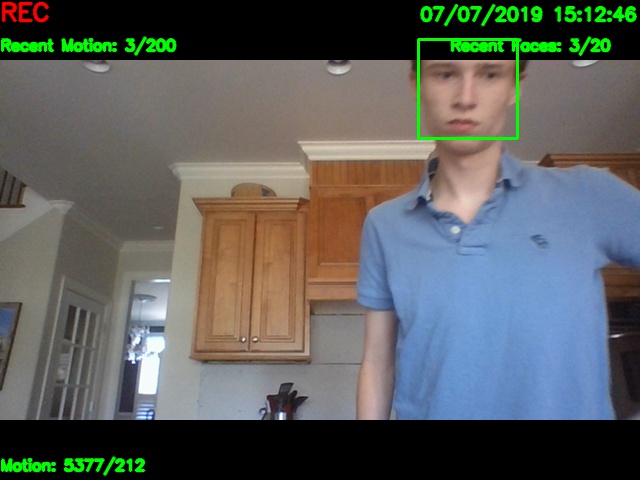 REC
07/07/2019 15:12:46
Recent Motion: 3/200
Recent Faces: 3/20
Motion: 5377/212